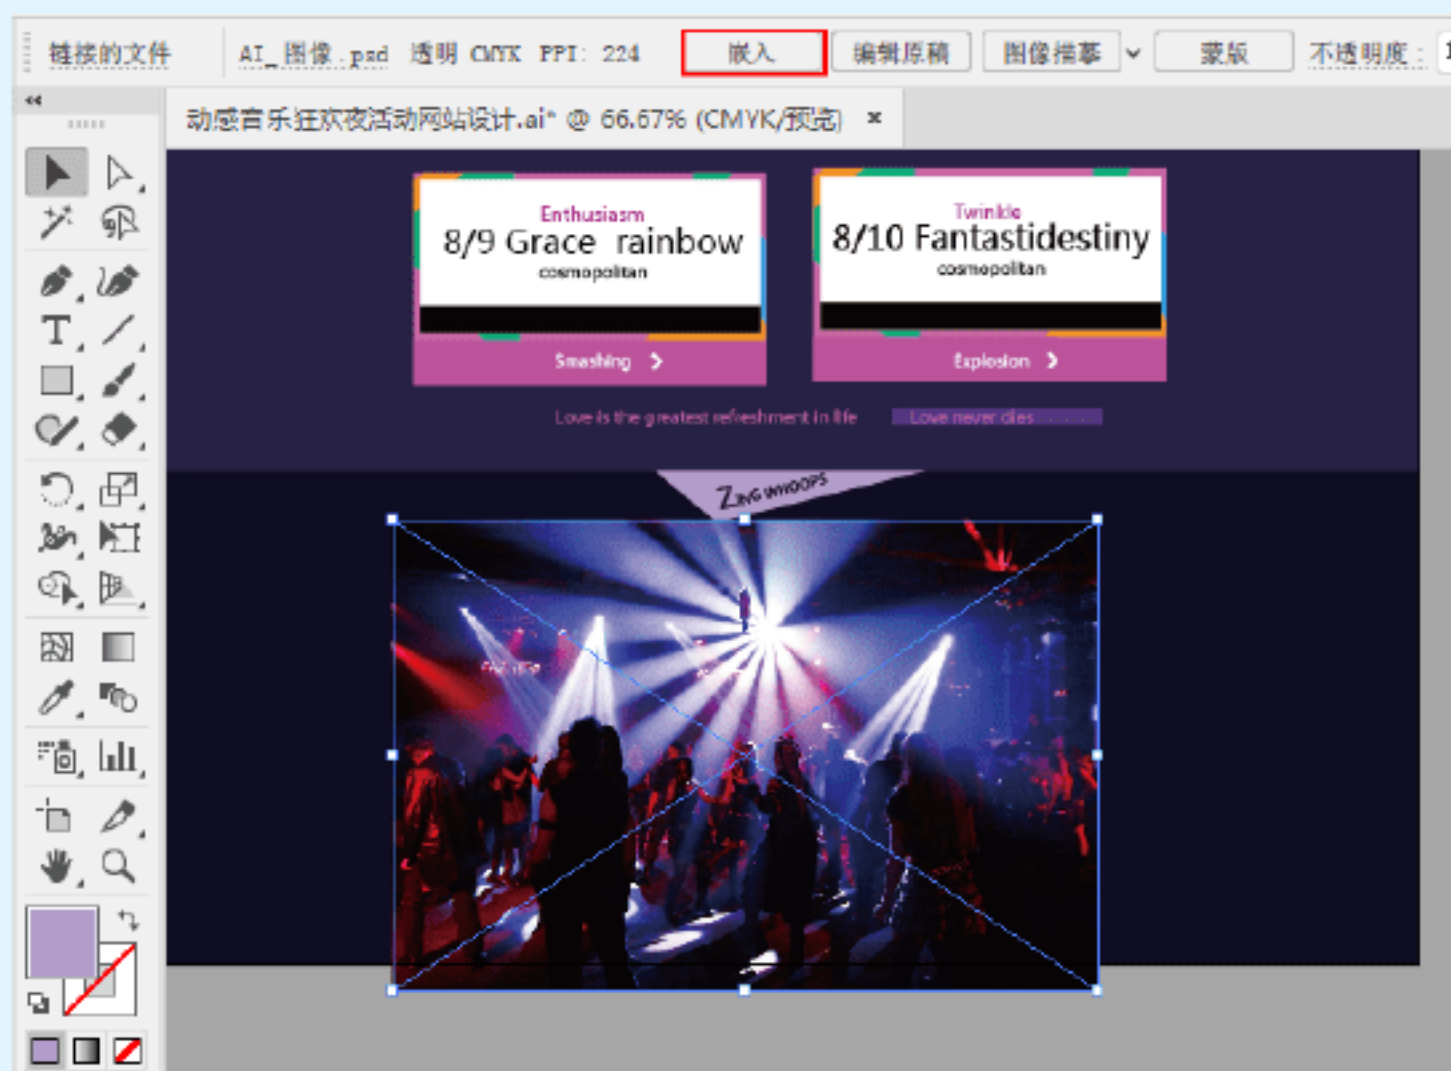 链接的文件 AI_图像.psd 透明 CMYK PPI: 224 嵌入 编辑原稿 图像描摹 蒙版 不透明度:
动感音乐狂欢夜活动网站设计.ai* @ 66.67% (CMYK/预览) ×
Enthusiasm
8/9 Grace rainbow
cosmopolitan
Smashing
Twinkle
8/10 Fantastidestiny
cosmopolitan
Explosion
Love is the greatest refreshment in life
Love never dies ........
ZING WHOOPS